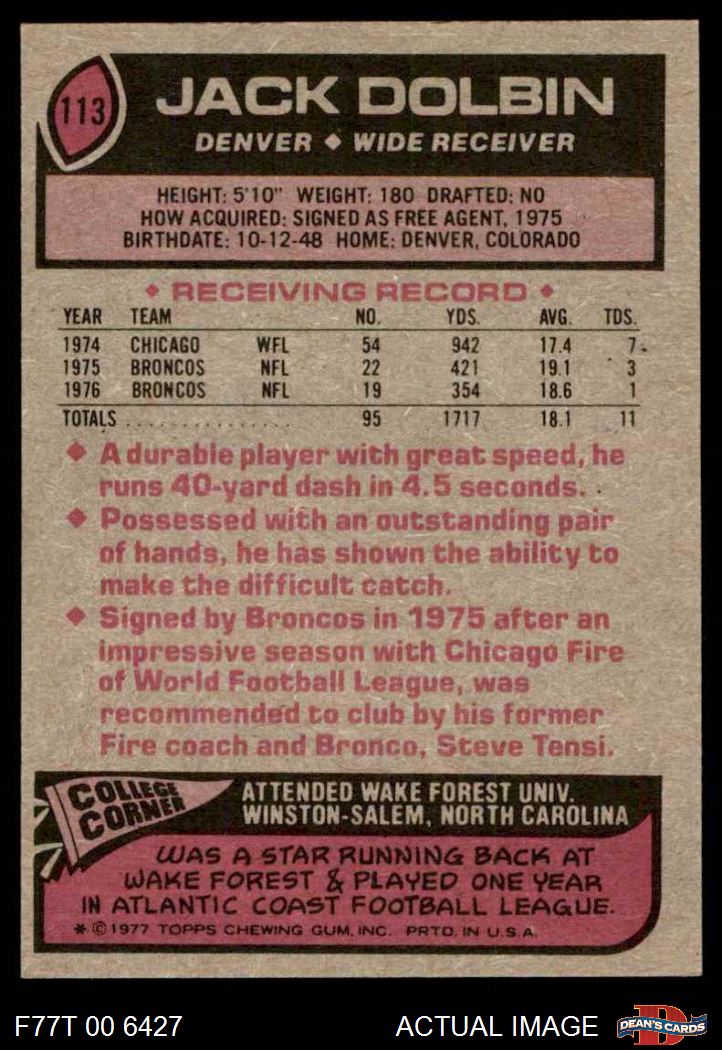 113
JACK DOLBIN
DENVER ◆ WIDE RECEIVER
HEIGHT: 5'10" WEIGHT: 180 DRAFTED: NO
HOW ACQUIRED: SIGNED AS FREE AGENT, 1975
BIRTHDATE: 10-12-48 HOME: DENVER, COLORADO
◆ RECEIVING RECORD ◆
YEAR TEAM NO. YDS. AVG. TDS.
1974 CHICAGO WFL 54 942 17.4 7
1975 BRONCOS NFL 22 421 19.1 3
1976 BRONCOS NFL 19 354 18.6 1
TOTALS ................ 95 1717 18.1 11
◆ A durable player with great speed, he
runs 40-yard dash in 4.5 seconds.
◆ Possessed with an outstanding pair
of hands, he has shown the ability to
make the difficult catch.
◆ Signed by Broncos in 1975 after an
impressive season with Chicago Fire
of World Football League, was
recommended to club by his former
Fire coach and Bronco, Steve Tensi.
COLLEGE
CORNER
ATTENDED WAKE FOREST UNIV.
WINSTON-SALEM, NORTH CAROLINA
WAS A STAR RUNNING BACK AT
WAKE FOREST & PLAYED ONE YEAR
IN ATLANTIC COAST FOOTBALL LEAGUE.
* © 1977 TOPPS CHEWING GUM, INC. PRTD. IN U.S.A.
F77T 00 6427
ACTUAL IMAGE
D
DEAN'S CARDS